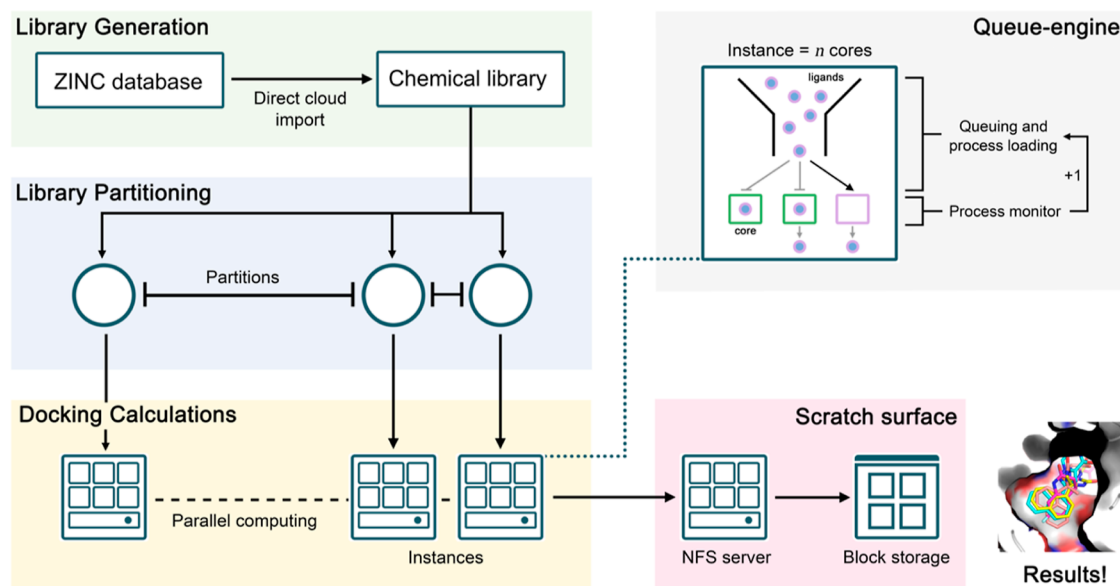 Library Generation
ZINC database
Direct cloud
import
Chemical library
Library Partitioning
Partitions
Docking Calculations
Parallel computing
Instances
Queue-engine
Instance = n cores
ligands
core
Queuing and
process loading
+1
Process monitor
Scratch surface
NFS server
Block storage
Results!